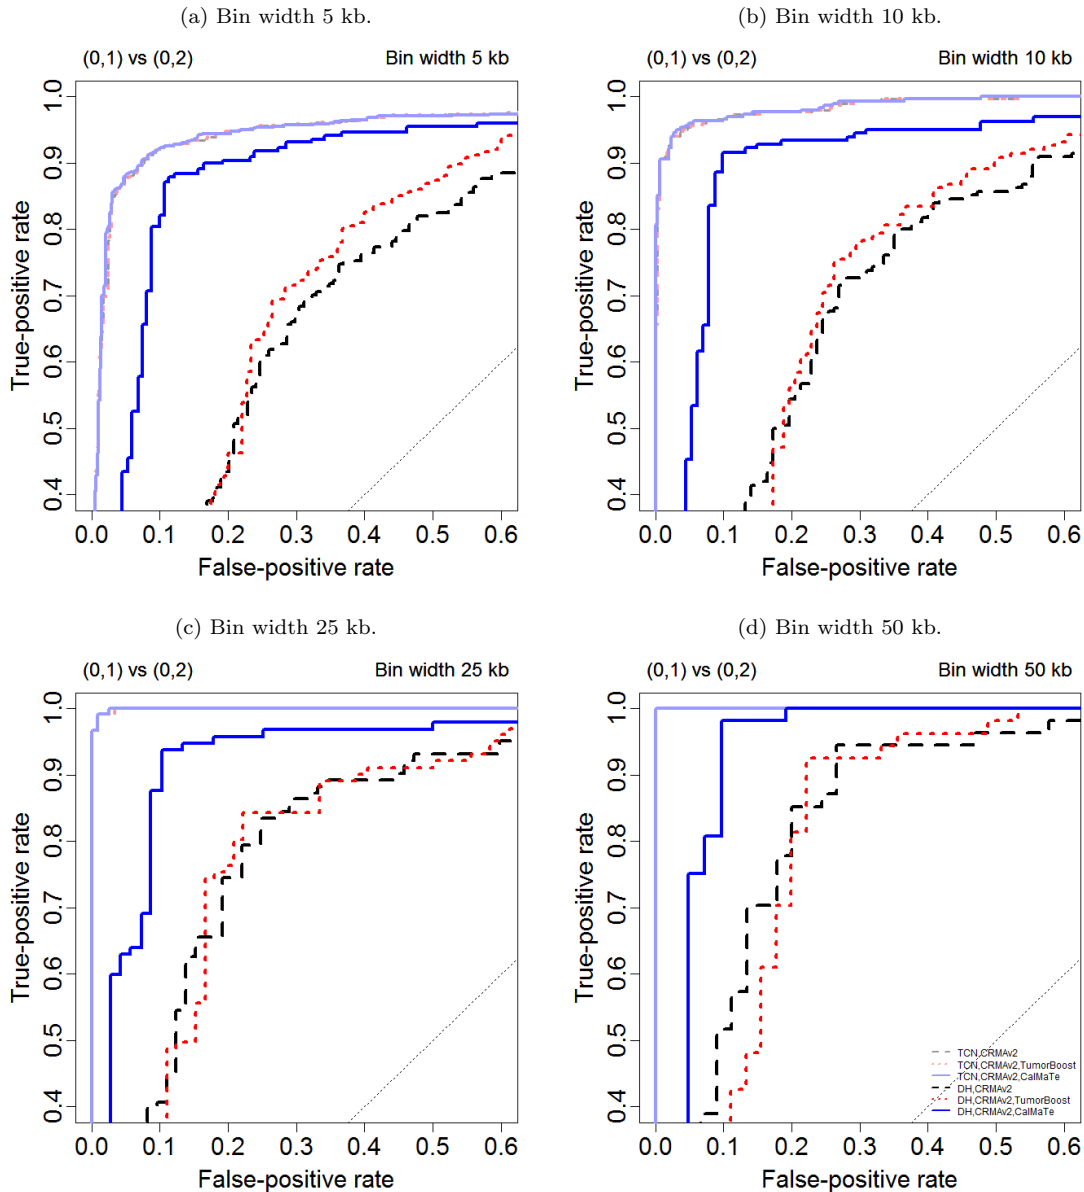 (a) Bin width 5 kb.
(0,1) vs (0,2) Bin width 5 kb
True-positive rate
1.0
0.9
0.8
0.7
0.6
0.5
0.4
0.0 0.1 0.2 0.3 0.4 0.5 0.6
False-positive rate
(b) Bin width 10 kb.
(0,1) vs (0,2) Bin width 10 kb
True-positive rate
1.0
0.9
0.8
0.7
0.6
0.5
0.4
0.0 0.1 0.2 0.3 0.4 0.5 0.6
False-positive rate
(c) Bin width 25 kb.
(0,1) vs (0,2) Bin width 25 kb
True-positive rate
1.0
0.9
0.8
0.7
0.6
0.5
0.4
0.0 0.1 0.2 0.3 0.4 0.5 0.6
False-positive rate
(d) Bin width 50 kb.
(0,1) vs (0,2) Bin width 50 kb
True-positive rate
1.0
0.9
0.8
0.7
0.6
0.5
0.4
TCN,CRMAv2
TCN,CRMAv2,TumorBoost
TCN,CRMAv2,CalMaTe
DH,CRMAv2
DH,CRMAv2,TumorBoost
DH,CRMAv2,CalMaTe
0.0 0.1 0.2 0.3 0.4 0.5 0.6
False-positive rate